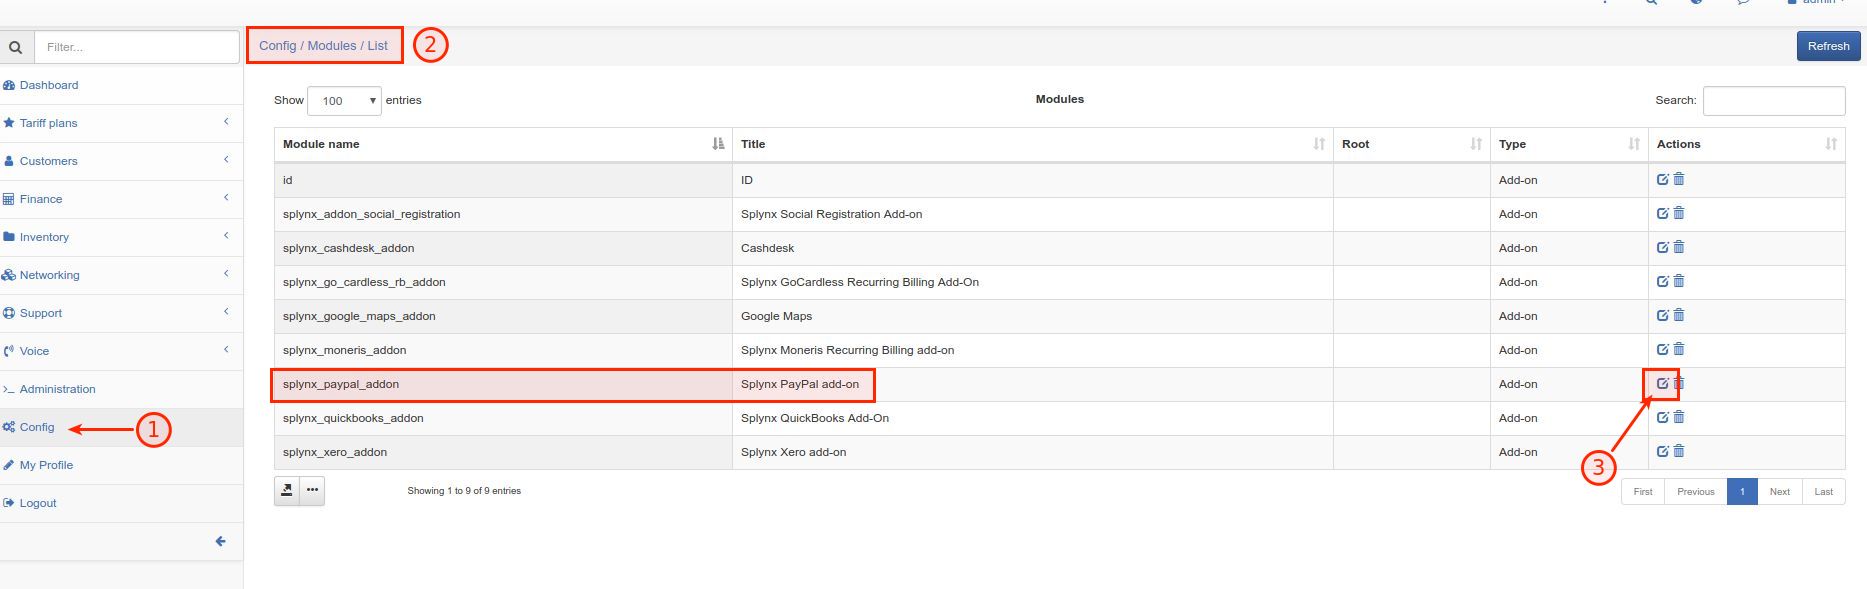 admin
Filter...
Config / Modules / List
2
Refresh
Dashboard
Tariff plans
Customers
Finance
Inventory
Networking
Support
Voice
>_ Administration
Config
1
My Profile
Logout
Show 100 entries
Modules
Search:
Module name Title Root Type Actions
id ID Add-on
splynx_addon_social_registration Splynx Social Registration Add-on Add-on
splynx_cashdesk_addon Cashdesk Add-on
splynx_go_cardless_rb_addon Splynx GoCardless Recurring Billing Add-On Add-on
splynx_google_maps_addon Google Maps Add-on
splynx_moneris_addon Splynx Moneris Recurring Billing add-on Add-on
splynx_paypal_addon Splynx PayPal add-on Add-on
splynx_quickbooks_addon Splynx QuickBooks Add-On Add-on
splynx_xero_addon Splynx Xero add-on Add-on
3
Showing 1 to 9 of 9 entries
First Previous 1 Next Last